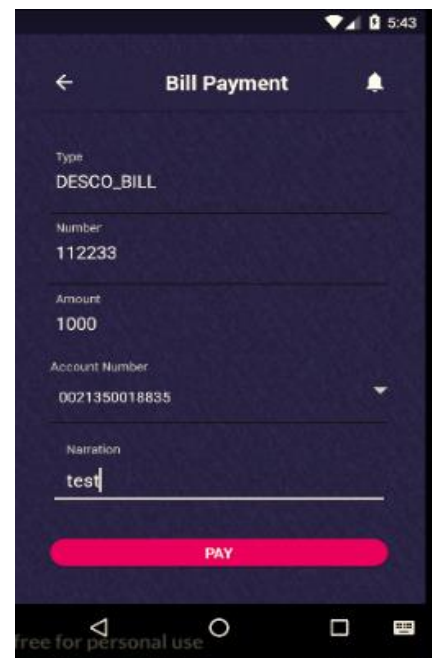 5:43
Bill Payment
Type
DESCO_BILL
Number
112233
Amount
1000
Account Number
0021350018835
Narration
test
PAY
free for personal use